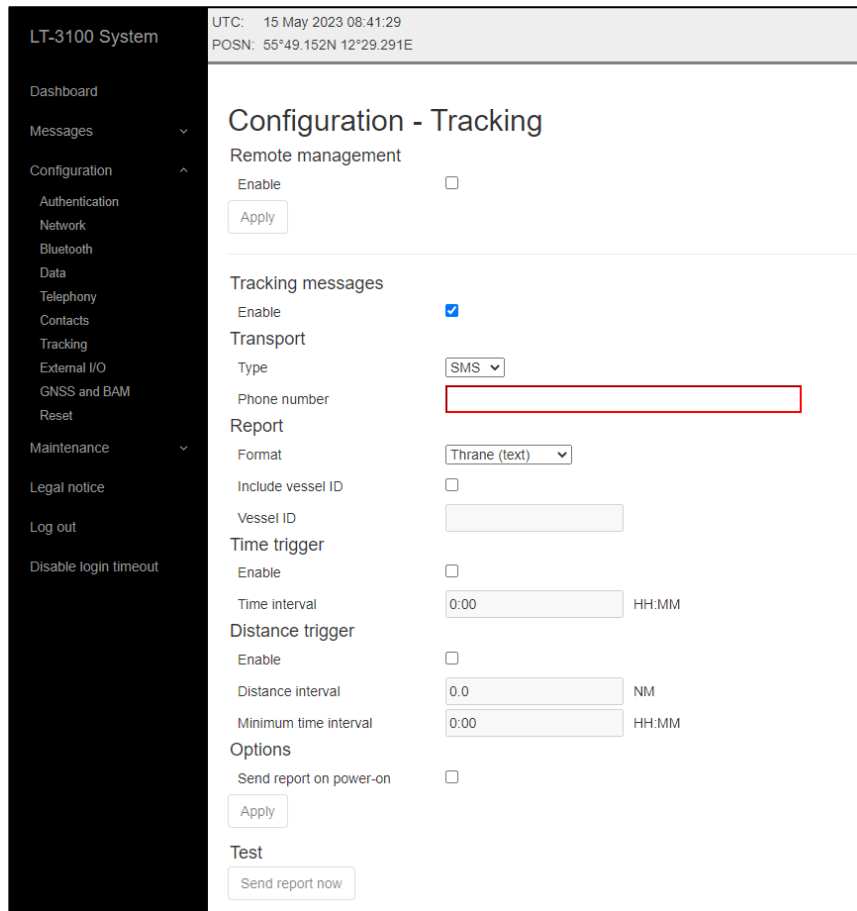 LT-3100 System
UTC: 15 May 2023 08:41:29
POSN: 55°49.152N 12°29.291E
Dashboard
Messages
Configuration
Authentication
Network
Bluetooth
Data
Telephony
Contacts
Tracking
External I/O
GNSS and BAM
Reset
Maintenance
Legal notice
Log out
Disable login timeout
Configuration - Tracking
Remote management
Enable
Apply
Tracking messages
Enable
Transport
Type SMS
Phone number
Report
Format Thrane (text)
Include vessel ID
Vessel ID
Time trigger
Enable
Time interval 0:00 HH:MM
Distance trigger
Enable
Distance interval 0.0 NM
Minimum time interval 0:00 HH:MM
Options
Send report on power-on
Apply
Test
Send report now